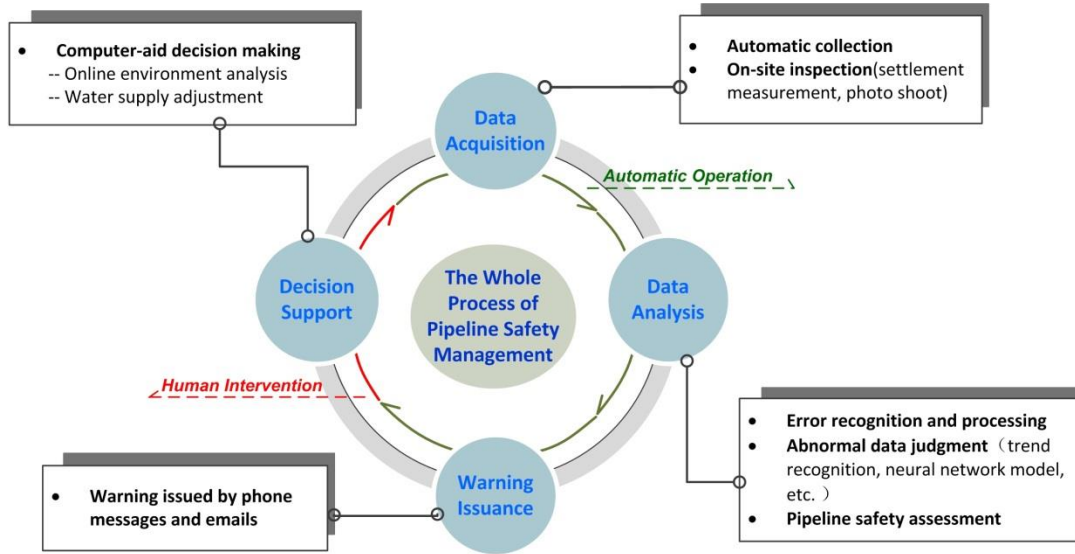 • Computer-aid decision making
-- Online environment analysis
-- Water supply adjustment
• Automatic collection
• On-site inspection(settlement
measurement, photo shoot)
Data
Acquisition
Automatic Operation
Decision
Support
The Whole
Process of
Pipeline Safety
Management
Data
Analysis
Human Intervention
• Error recognition and processing
• Abnormal data judgment（trend
recognition, neural network model,
etc. ）
• Pipeline safety assessment
• Warning issued by phone
messages and emails
Warning
Issuance